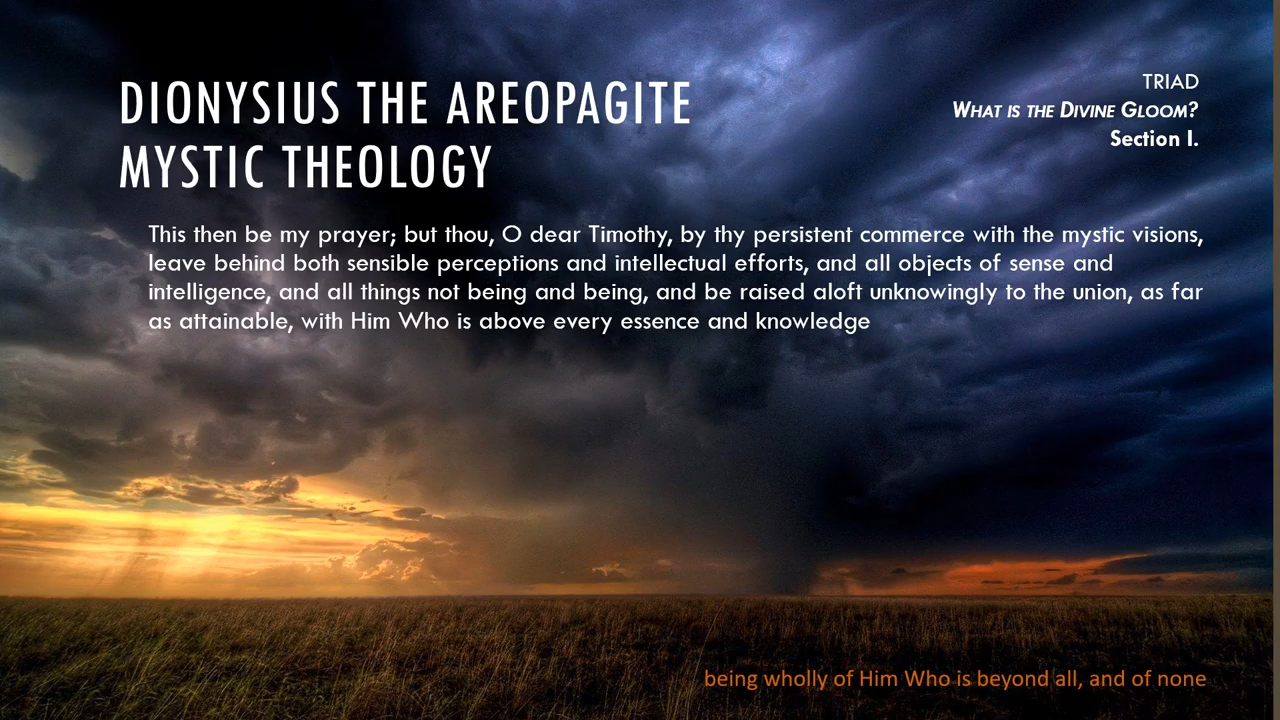 DIONYSIUS THE AREOPAGITE
MYSTIC THEOLOGY
TRIAD
WHAT IS THE DIVINE GLOOM?
Section I.
This then be my prayer; but thou, O dear Timothy, by thy persistent commerce with the mystic visions,
leave behind both sensible perceptions and intellectual efforts, and all objects of sense and
intelligence, and all things not being and being, and be raised aloft unknowingly to the union, as far
as attainable, with Him Who is above every essence and knowledge
being wholly of Him Who is beyond all, and of none